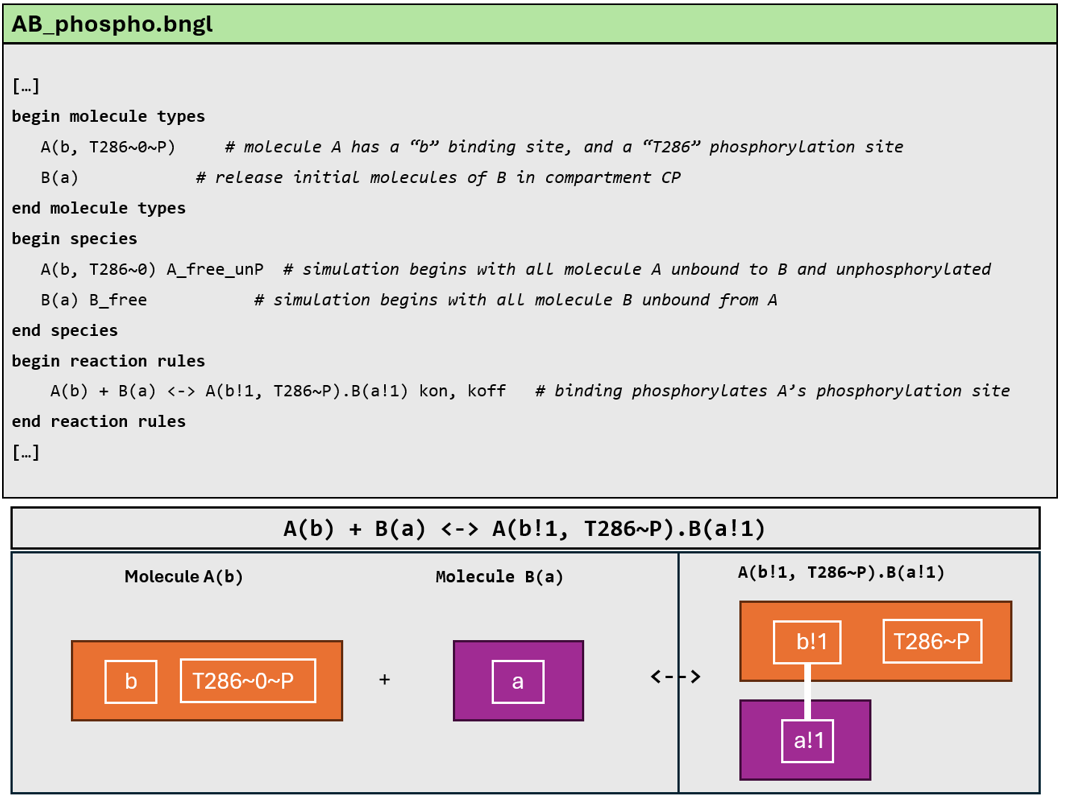 AB_phospho.bngl
[…]
begin molecule types
A(b, T286~0~P) # molecule A has a “b” binding site, and a “T286” phosphorylation site
B(a) # release initial molecules of B in compartment CP
end molecule types
begin species
A(b, T286~0) A_free_unP # simulation begins with all molecule A unbound to B and unphosphorylated
B(a) B_free # simulation begins with all molecule B unbound from A
end species
begin reaction rules
A(b) + B(a) <-> A(b!1, T286~P).B(a!1) kon, koff # binding phosphorylates A’s phosphorylation site
end reaction rules
[…]
A(b) + B(a) <-> A(b!1, T286~P).B(a!1)
Molecule A(b)
b
T286~0~P
+
Molecule B(a)
a
<-->
A(b!1, T286~P).B(a!1)
b!1
T286~P
a!1